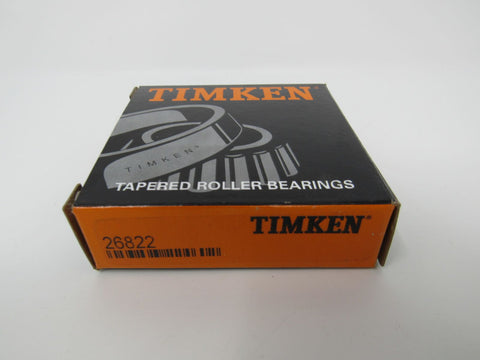 TIMKEN®
TIMKEN®
TAPERED ROLLER BEARINGS
TIMKEN®
26822